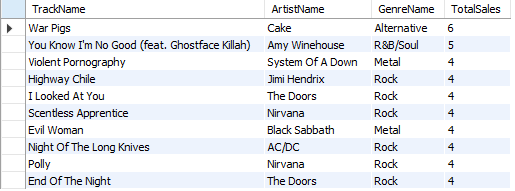 TrackName ArtistName GenreName TotalSales
War Pigs Cake Alternative 6
You Know I'm No Good (feat. Ghostface Killah) Amy Winehouse R&B/Soul 5
Violent Pornography System Of A Down Metal 4
Highway Chile Jimi Hendrix Rock 4
I Looked At You The Doors Rock 4
Scentless Apprentice Nirvana Rock 4
Evil Woman Black Sabbath Metal 4
Night Of The Long Knives AC/DC Rock 4
Polly Nirvana Rock 4
End Of The Night The Doors Rock 4